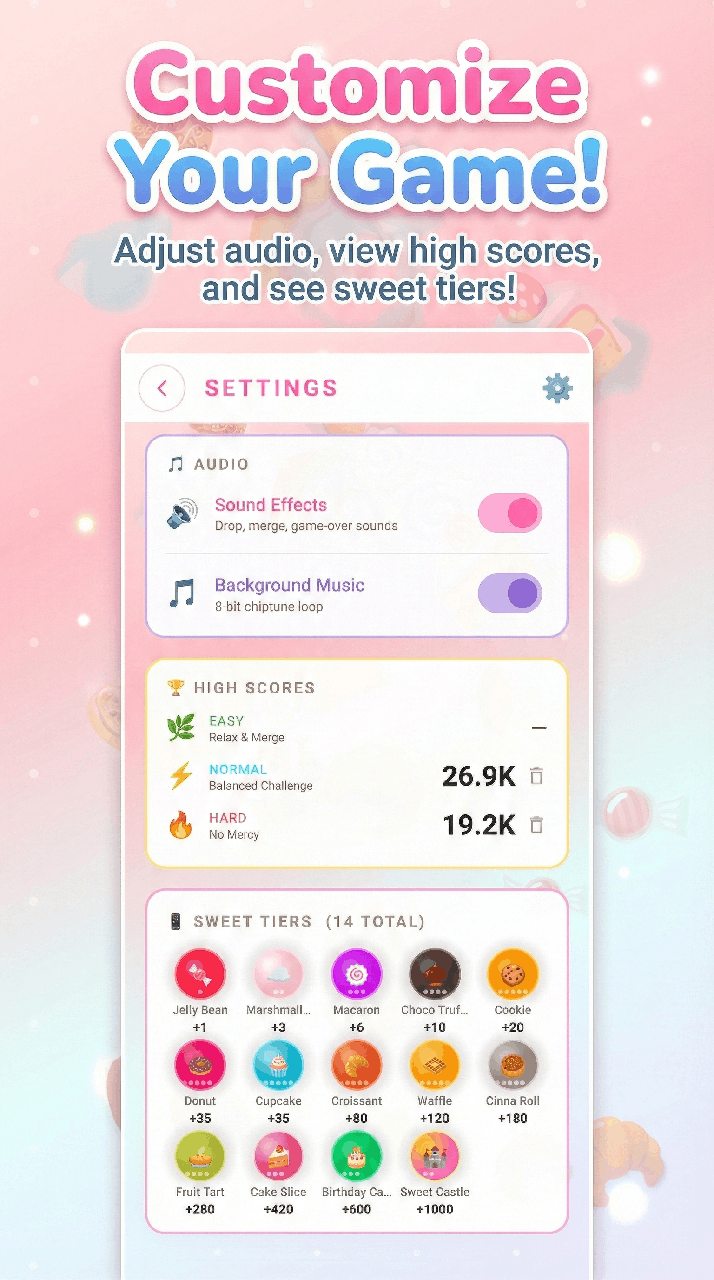 Customize
Your Game!
Adjust audio, view high scores,
and see sweet tiers!
SETTINGS
AUDIO
Sound Effects
Drop, merge, game-over sounds
Background Music
8-bit chiptune loop
HIGH SCORES
EASY
Relax & Merge
—
NORMAL
Balanced Challenge
26.9K
HARD
No Mercy
19.2K
SWEET TIERS (14 TOTAL)
Jelly Bean Marshmall... Macaron Choco Truf... Cookie
+1 +3 +6 +10 +20
Donut Cupcake Croissant Waffle Cinna Roll
+35 +35 +80 +120 +180
Fruit Tart Cake Slice Birthday Ca... Sweet Castle
+280 +420 +600 +1000